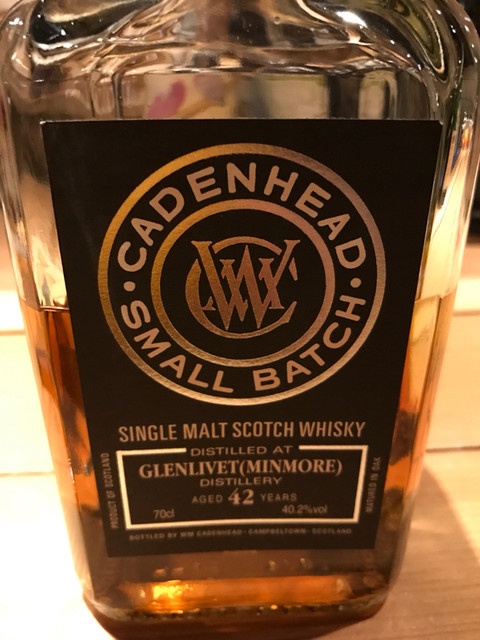 ·CADENHEAD·
SMALL BATCH
WC
SINGLE MALT SCOTCH WHISKY
DISTILLED AT
GLENLIVET(MINMORE)
DISTILLERY
AGED 42 YEARS
70cl 40.2%vol
PRODUCT OF SCOTLAND
MATURED IN OAK
BOTTLED BY WM CADENHEAD · CAMPBELTOWN · SCOTLAND